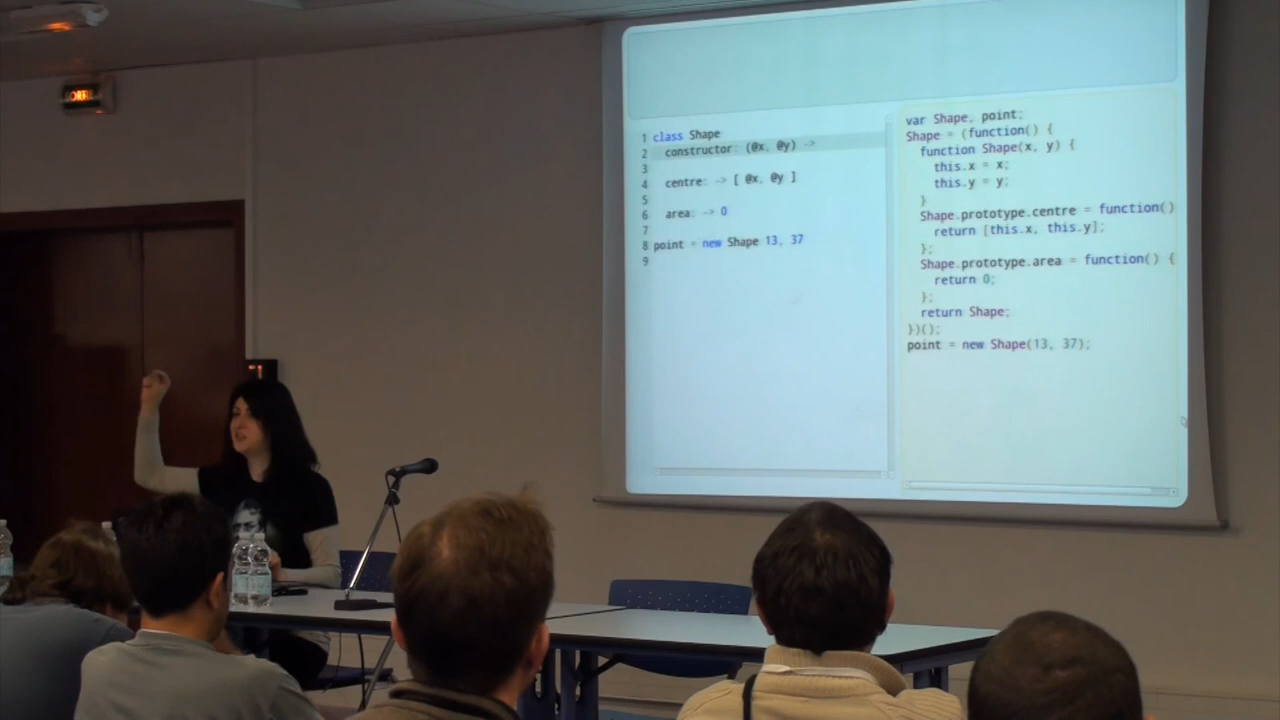 SORTIE
1 class Shape
2   constructor: (@x, @y) ->
3
4   centre: -> [ @x, @y ]
5
6   area: -> 0
7
8 point = new Shape 13, 37
9
var Shape, point;
Shape = (function() {
  function Shape(x, y) {
    this.x = x;
    this.y = y;
  }
  Shape.prototype.centre = function()
    return [this.x, this.y];
  };
  Shape.prototype.area = function() {
    return 0;
  };
  return Shape;
})();
point = new Shape(13, 37);